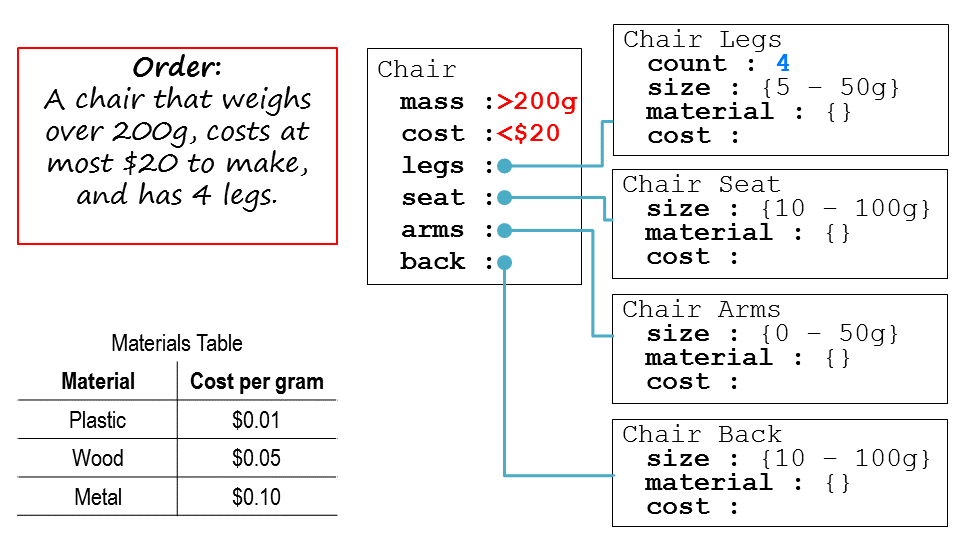 Order:
A chair that weighs
over 200g, costs at
most $20 to make,
and has 4 legs.
Chair
mass :>200g
cost :<$20
legs :
seat :
arms :
back :
Chair Legs
count : 4
size : {5 – 50g}
material : {}
cost :
Chair Seat
size : {10 – 100g}
material : {}
cost :
Chair Arms
size : {0 – 50g}
material : {}
cost :
Chair Back
size : {10 – 100g}
material : {}
cost :
Materials Table
Material Cost per gram
Plastic $0.01
Wood $0.05
Metal $0.10